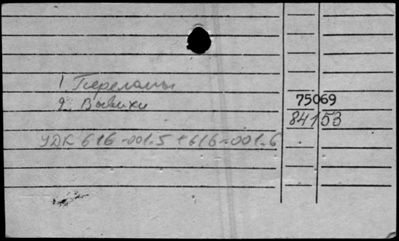 1. Переломы
2. Вывихи
75069
84153
УДК 616-001.5+616-001.6